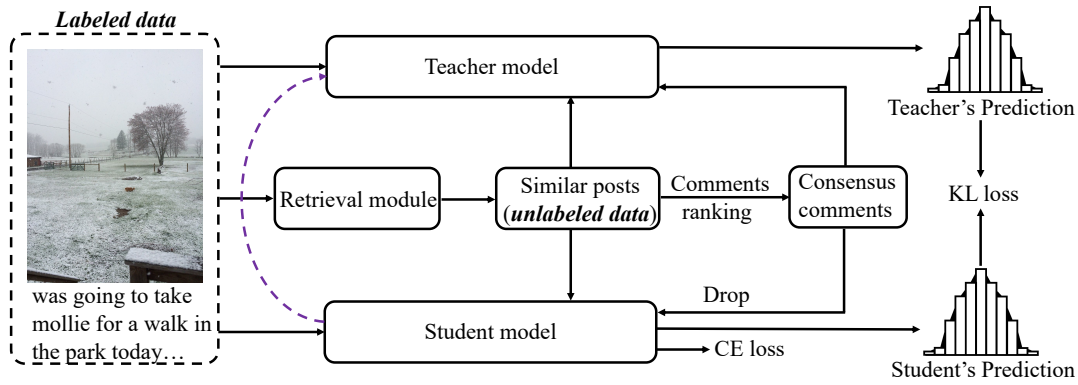 Labeled data
Teacher model
Teacher's Prediction
Retrieval module
Similar posts
(unlabeled data)
Comments
ranking
Consensus
comments
KL loss
was going to take
mollie for a walk in
the park today…
Drop
Student model
CE loss
Student's Prediction